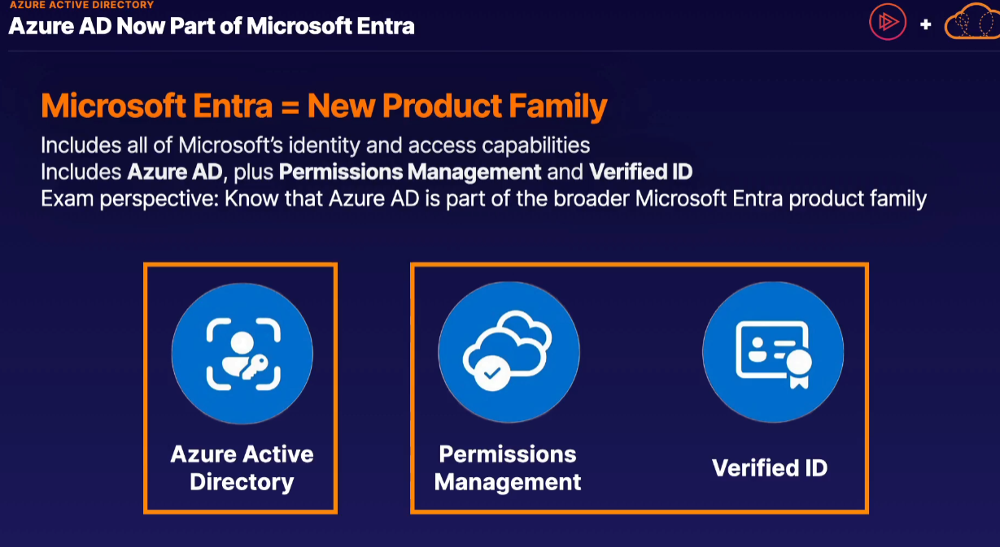 AZURE ACTIVE DIRECTORY
Azure AD Now Part of Microsoft Entra
+
Microsoft Entra = New Product Family
Includes all of Microsoft’s identity and access capabilities
Includes Azure AD, plus Permissions Management and Verified ID
Exam perspective: Know that Azure AD is part of the broader Microsoft Entra product family
Azure Active
Directory
Permissions
Management
Verified ID